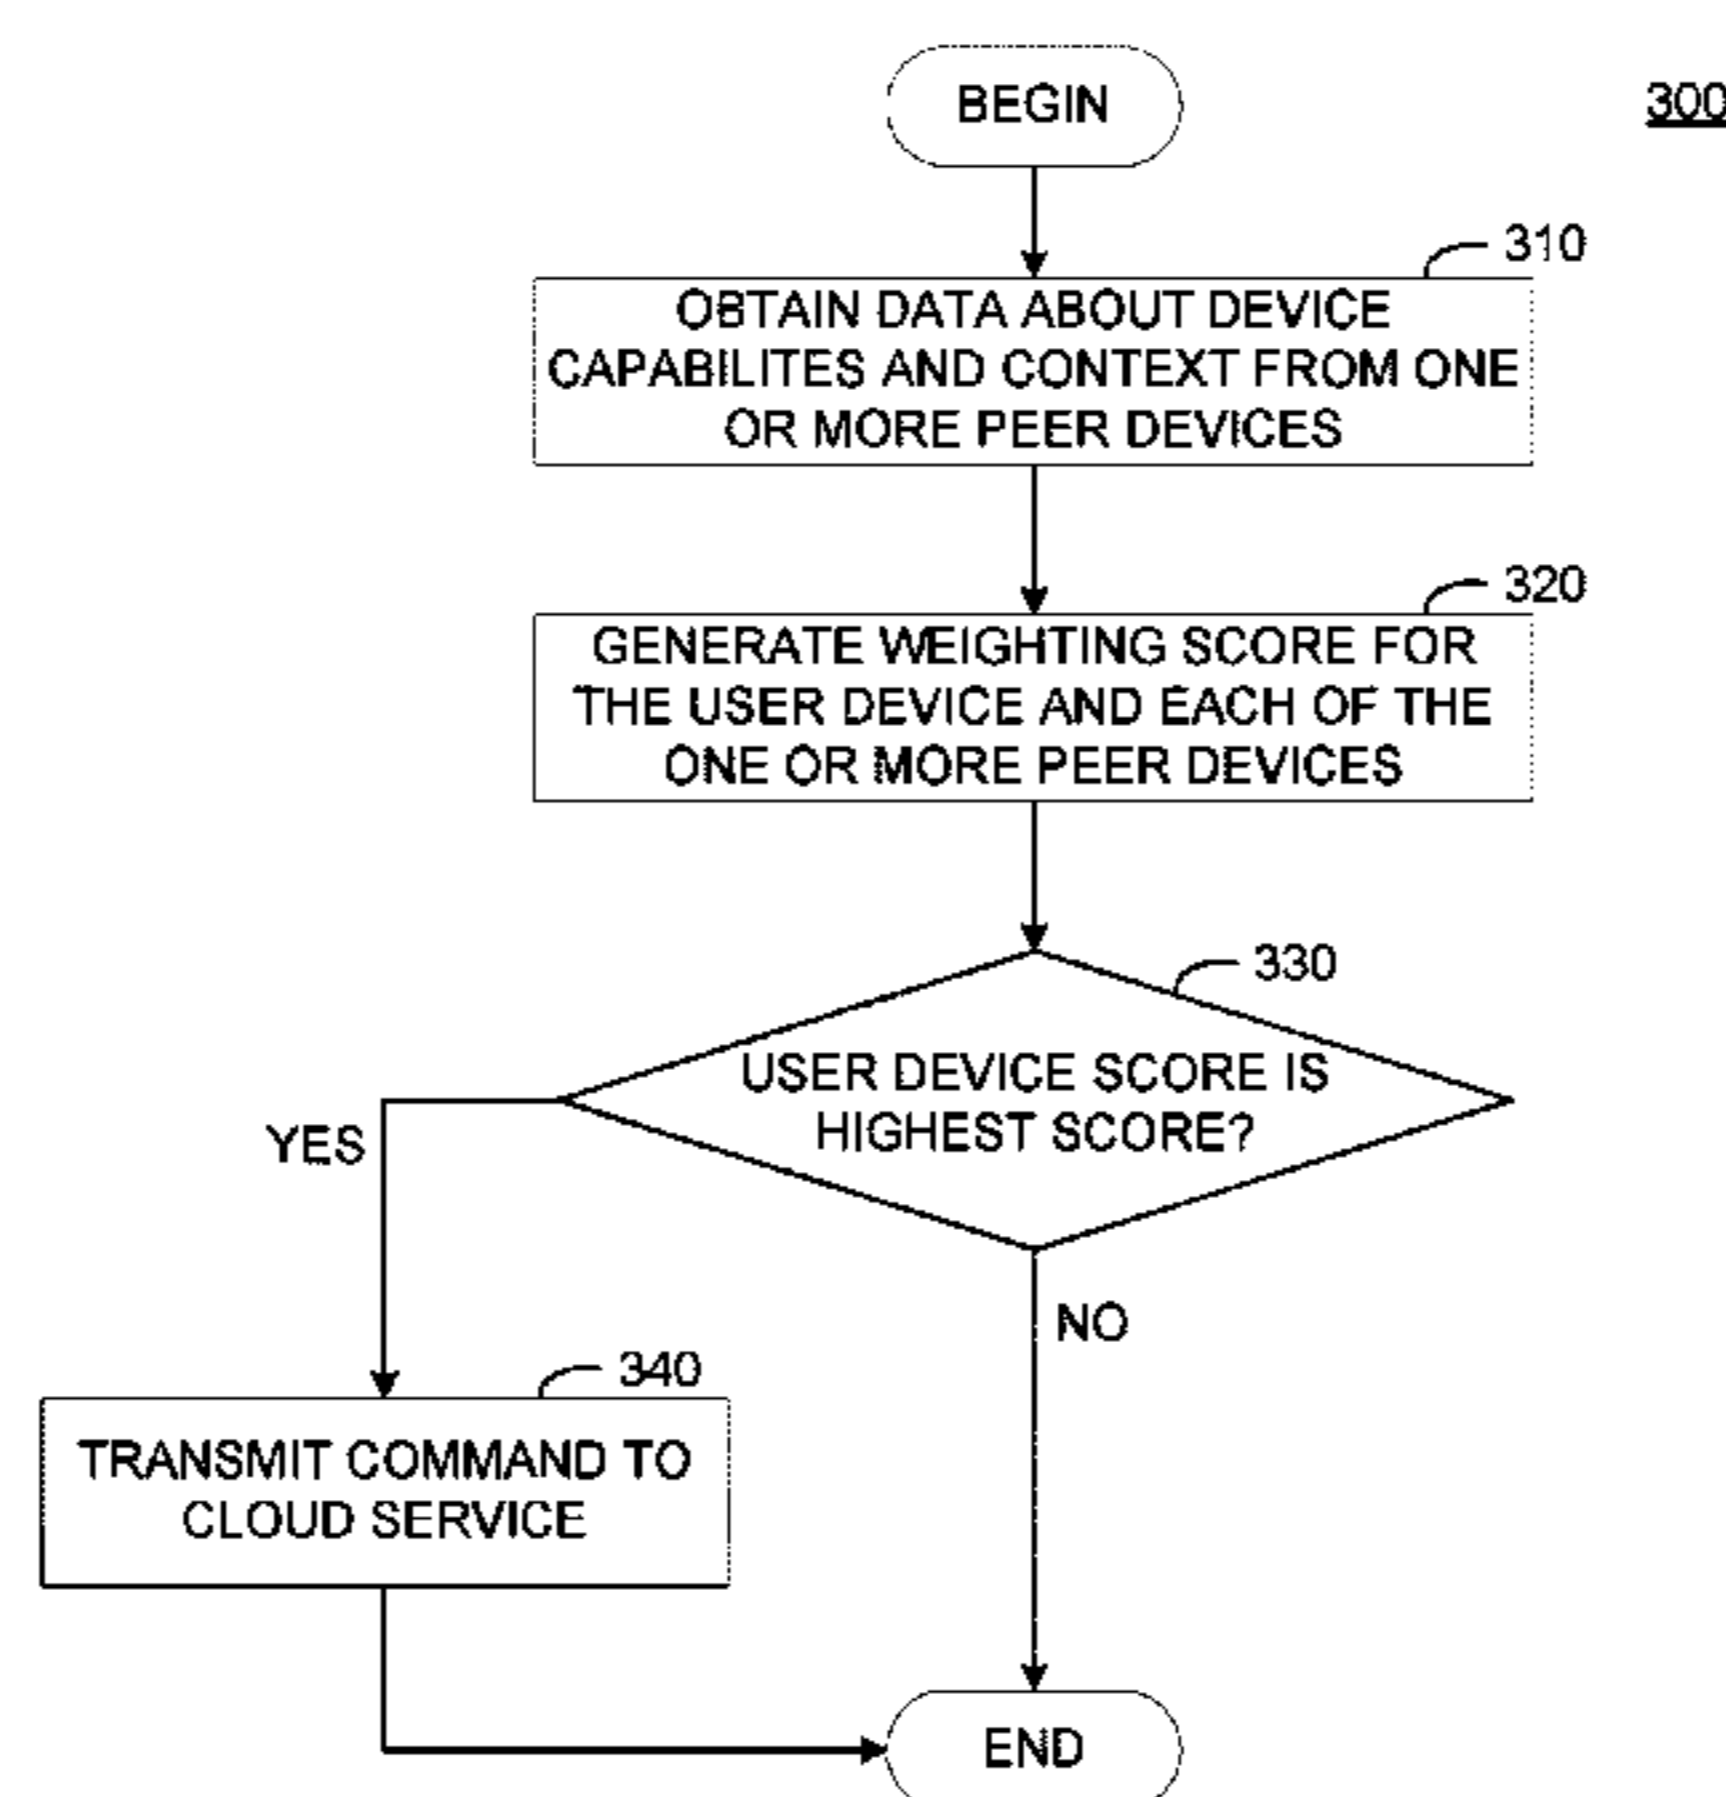 BEGIN
300
310
OBTAIN DATA ABOUT DEVICE
CAPABILITES AND CONTEXT FROM ONE
OR MORE PEER DEVICES
320
GENERATE WEIGHTING SCORE FOR
THE USER DEVICE AND EACH OF THE
ONE OR MORE PEER DEVICES
330
USER DEVICE SCORE IS
HIGHEST SCORE?
YES
NO
340
TRANSMIT COMMAND TO
CLOUD SERVICE
END